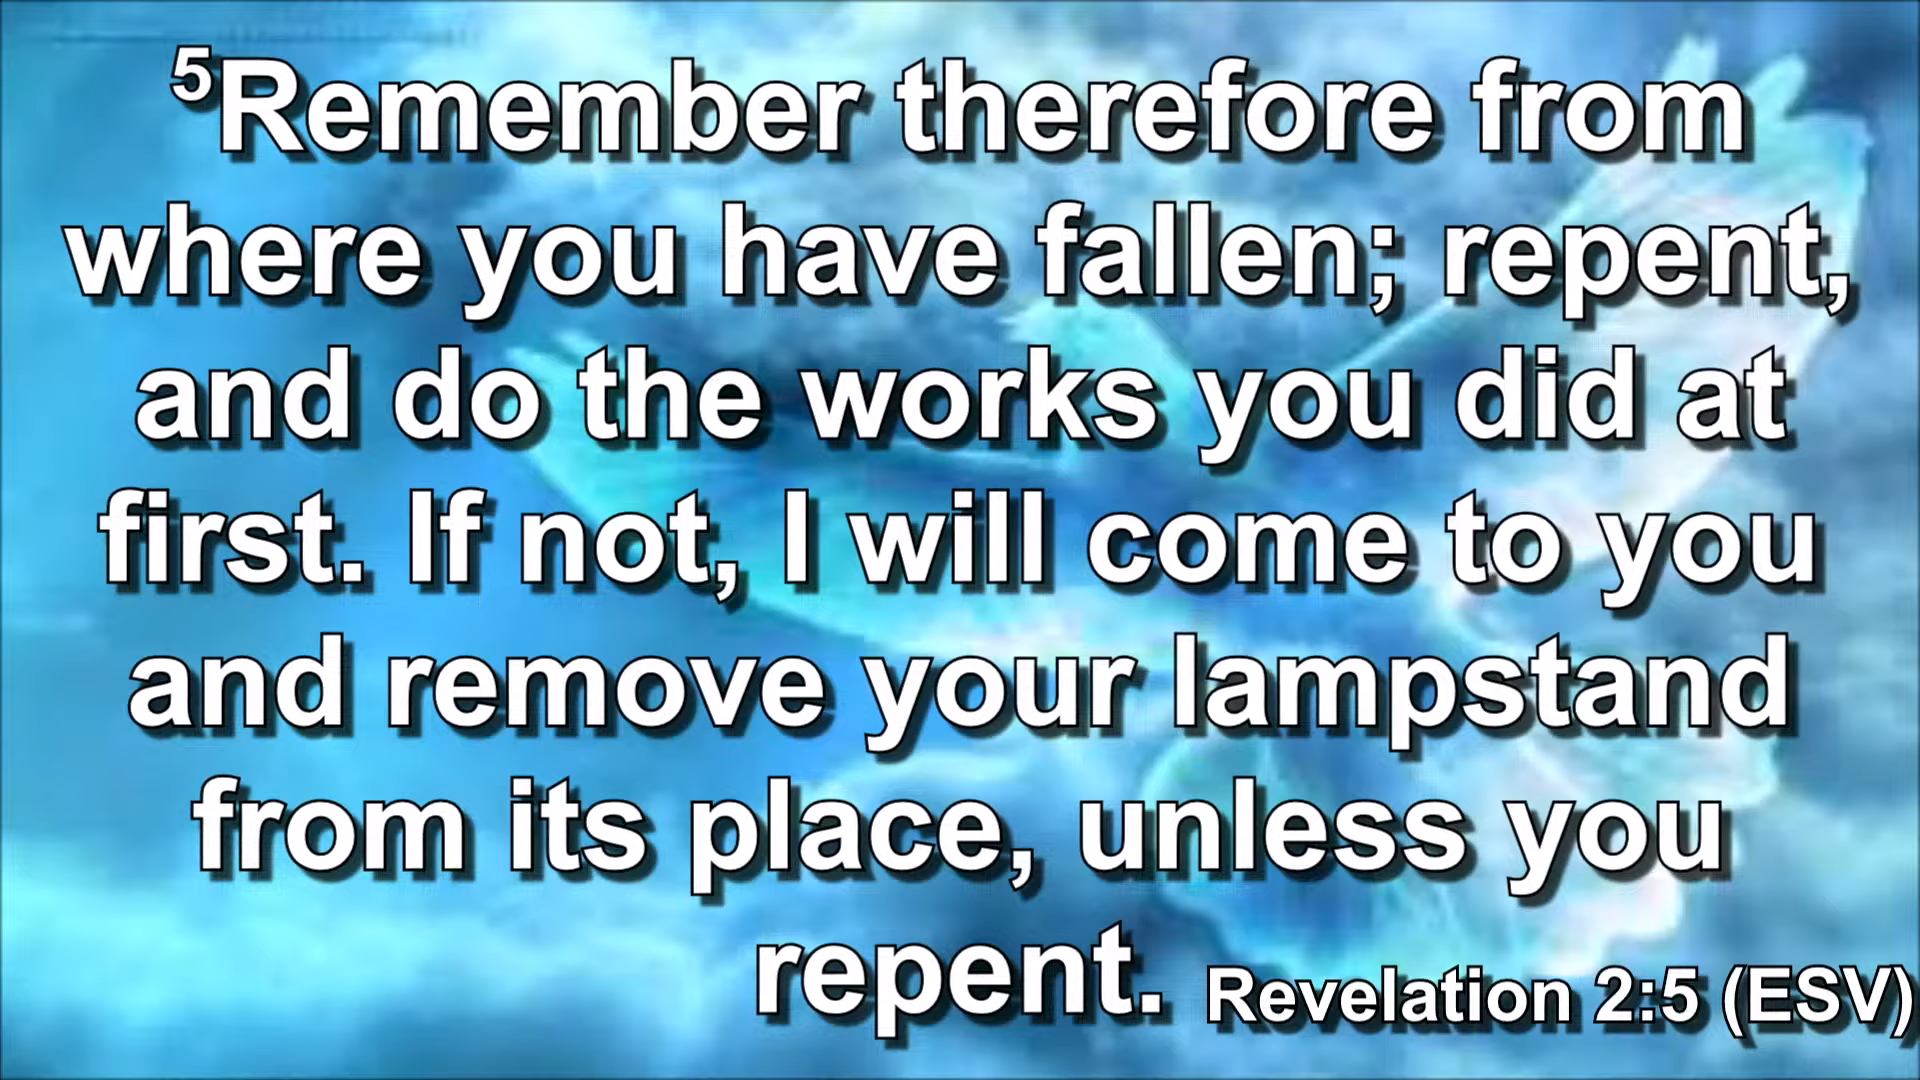 ⁵Remember therefore from
where you have fallen; repent,
and do the works you did at
first. If not, I will come to you
and remove your lampstand
from its place, unless you
repent.
Revelation 2:5 (ESV)